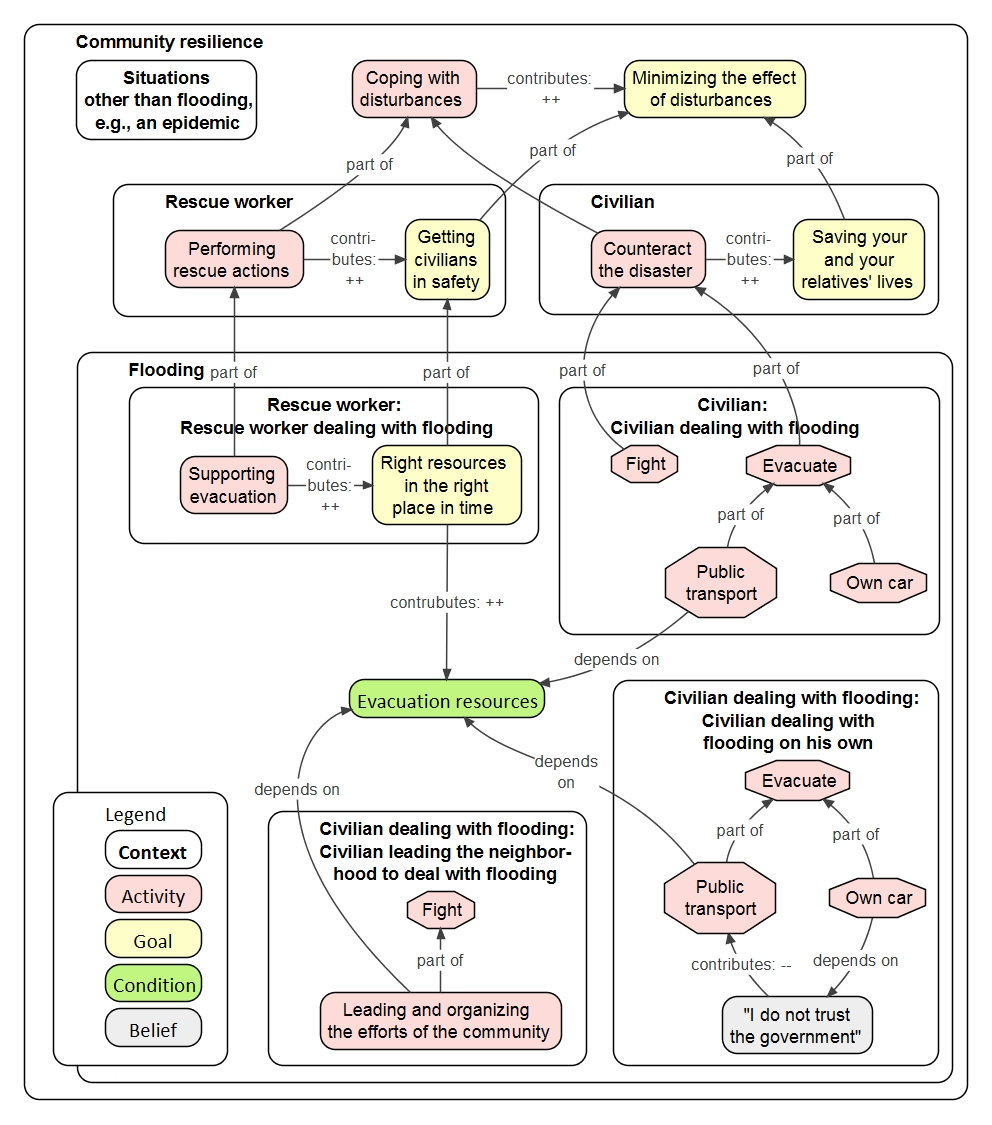 Community resilience
Situations
other than flooding,
e.g., an epidemic
Coping with
disturbances
contributes:
++
Minimizing the effect
of disturbances
part of
part of
part of
Rescue worker
Performing
rescue actions
contri-
butes:
++
Getting
civilians
in safety
Civilian
Counteract
the disaster
contri-
butes:
++
Saving your
and your
relatives' lives
Flooding
part of
part of
part of
part of
Rescue worker:
Rescue worker dealing with flooding
Supporting
evacuation
contri-
butes:
++
Right resources
in the right
place in time
Civilian:
Civilian dealing with flooding
Fight
Evacuate
part of
part of
Public
transport
Own car
contrubutes: ++
depends on
Evacuation resources
depends on
depends
on
Civilian dealing with flooding:
Civilian dealing with
flooding on his own
Evacuate
part of
part of
Public
transport
Own car
contributes: --
depends on
"I do not trust
the government"
Civilian dealing with flooding:
Civilian leading the neighbor-
hood to deal with flooding
Fight
part of
Leading and organizing
the efforts of the community
Legend
Context
Activity
Goal
Condition
Belief